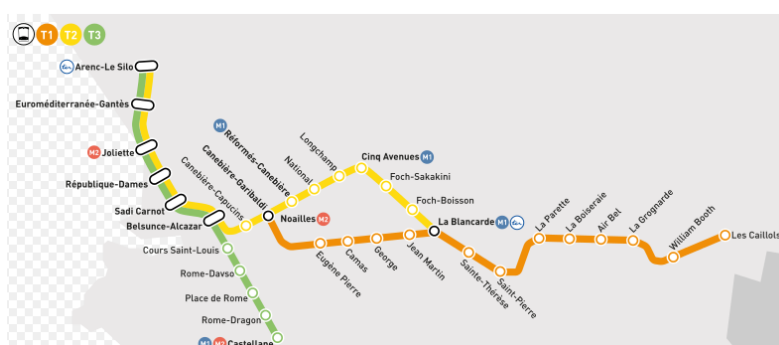 T1 T2 T3
Arenc-Le Silo
Euroméditerranée-Gantès
M2 Joliette
République-Dames
Sadi Carnot
Belsunce-Alcazar
Canebière-Capucins
Canebière-Garibaldi
M1 Réformés-Canebière
National
Longchamp
Cinq Avenues M1
Foch-Sakakini
Foch-Boisson
La Blancarde M1
Noailles M2
Eugène Pierre
Camas
George
Jean Martin
Sainte-Thérèse
Saint-Pierre
La Parette
La Boiseraie
Air Bel
La Grognarde
William Booth
Les Caillols
Cours Saint-Louis
Rome-Davso
Place de Rome
Rome-Dragon
M1 M2 Castellane